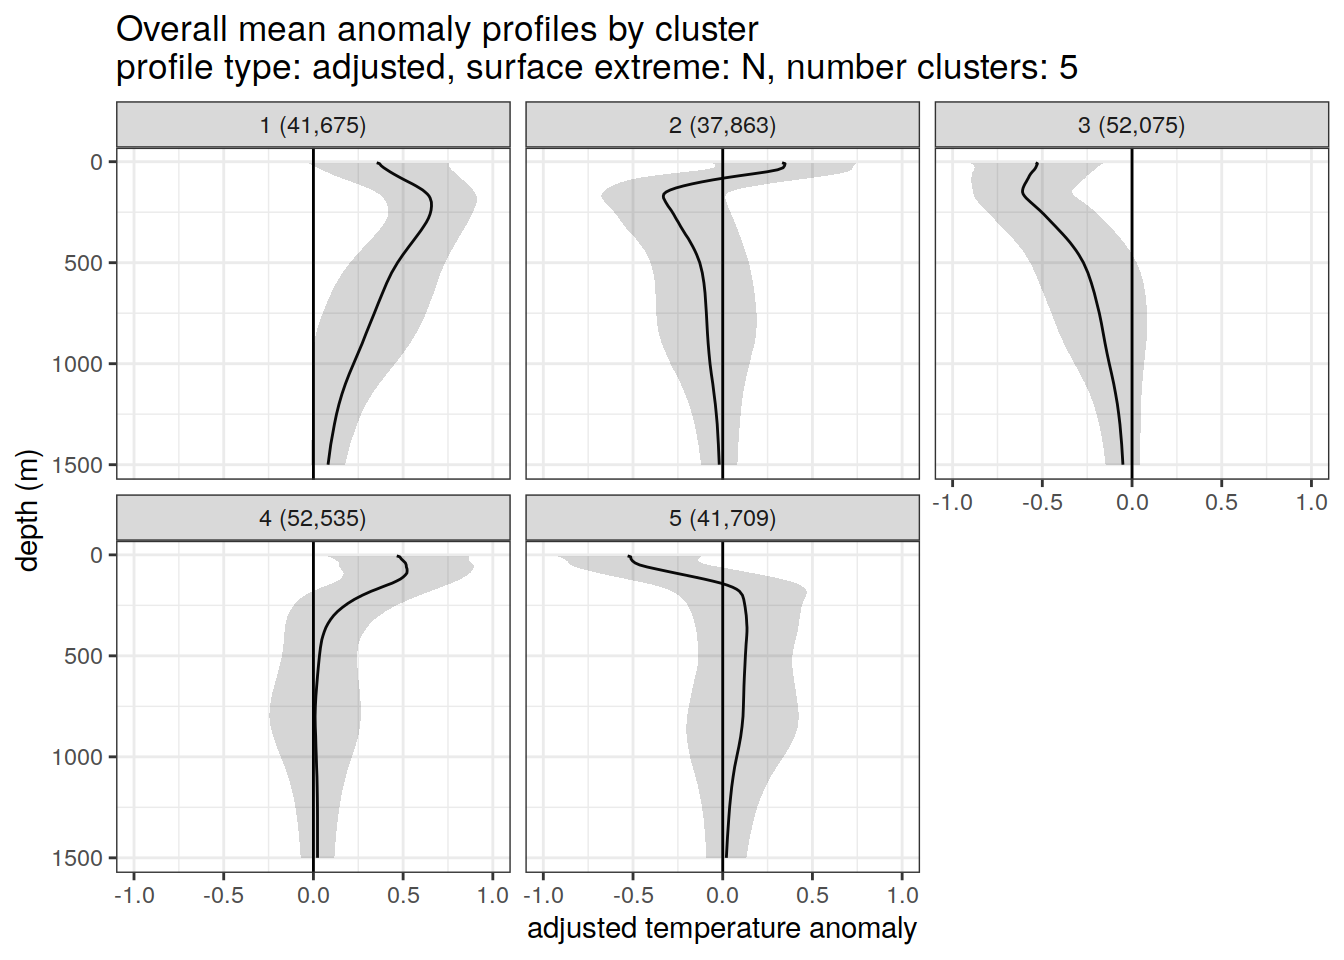 Overall mean anomaly profiles by cluster
profile type: adjusted, surface extreme: N, number clusters: 5
1 (41,675)
2 (37,863)
3 (52,075)
0
500
1000
1500
-1.0 -0.5 0.0 0.5 1.0
4 (52,535)
5 (41,709)
depth (m)
0
500
1000
1500
-1.0 -0.5 0.0 0.5 1.0
-1.0 -0.5 0.0 0.5 1.0
adjusted temperature anomaly